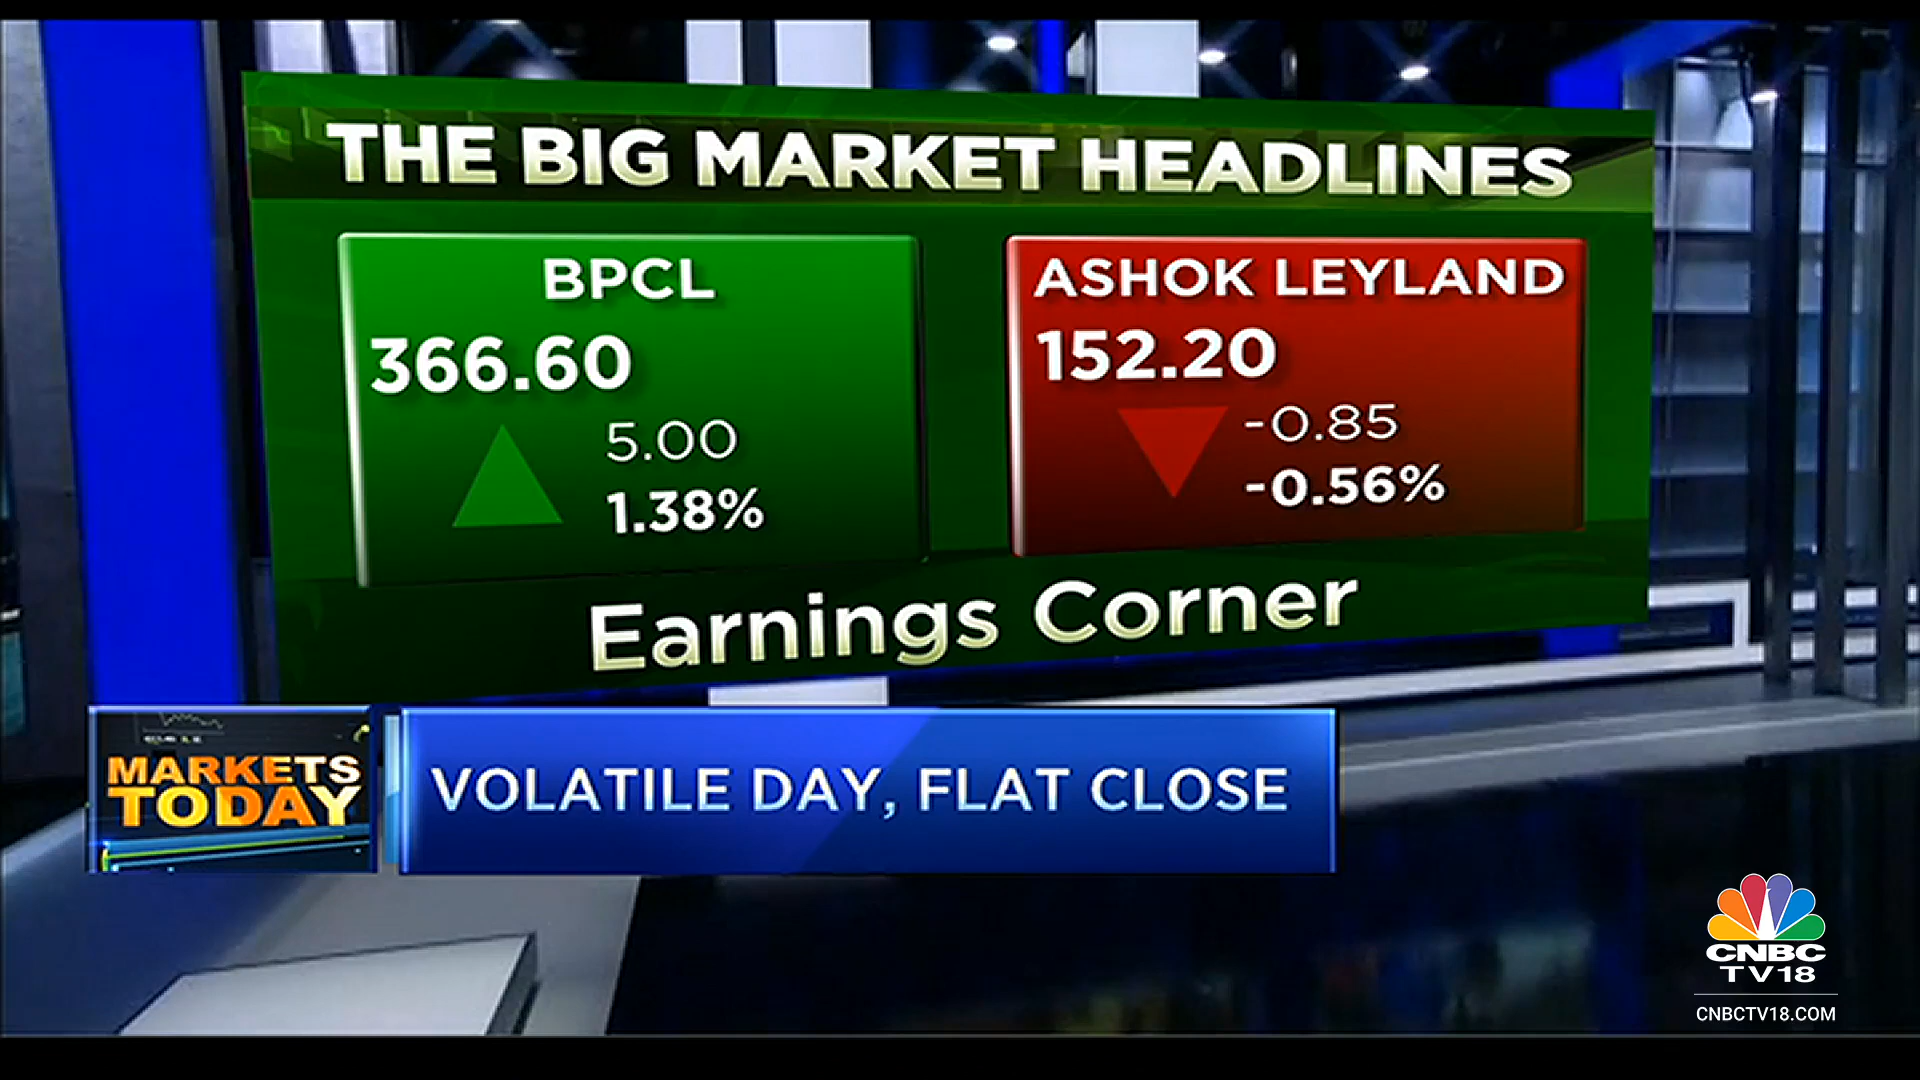 THE BIG MARKET HEADLINES
BPCL
366.60
5.00
1.38%
ASHOK LEYLAND
152.20
-0.85
-0.56%
Earnings Corner
MARKETS
TODAY
VOLATILE DAY, FLAT CLOSE
CNBC
TV18
CNBCTV18.COM